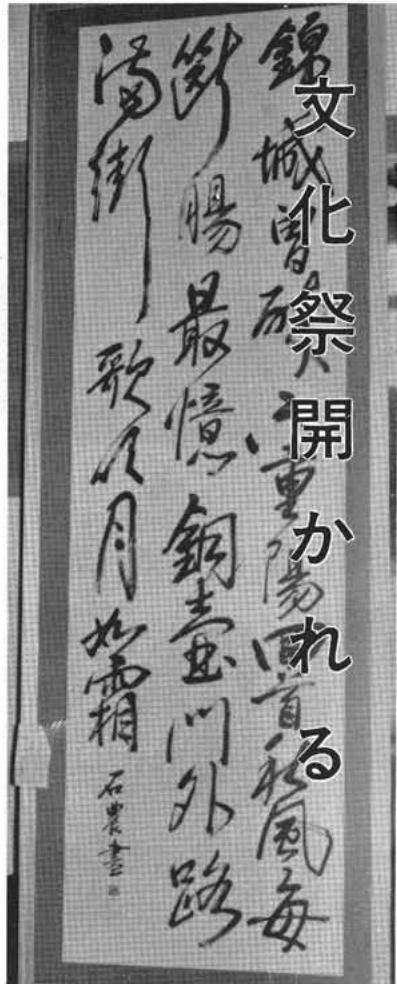 文化祭開かれる
錦城曾醉六重陽回首秋風每
斷腸最憶銅壺門外路
滿街歌吹月如霜
石農書